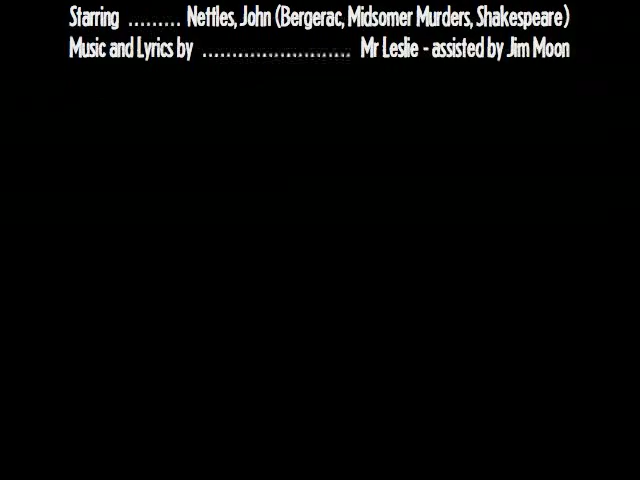 Starring ......... Nettles, John (Bergerac, Midsomer Murders, Shakespeare)
Music and Lyrics by ......................... Mr Leslie - assisted by Jim Moon